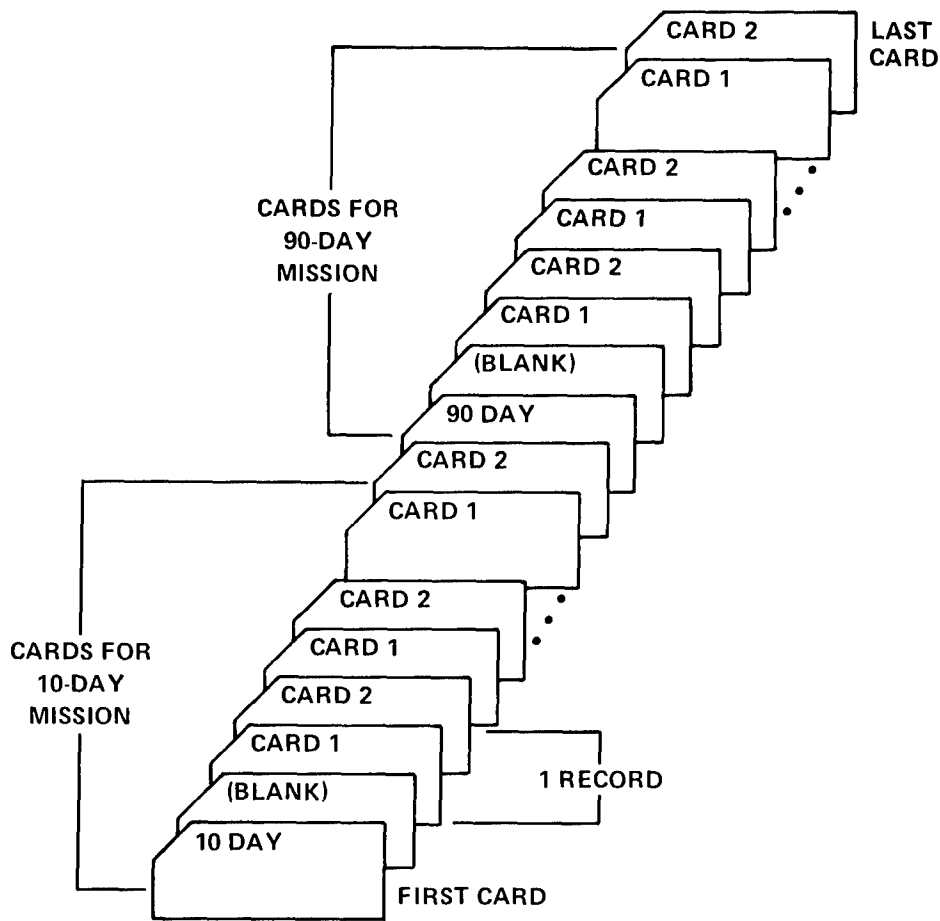 CARD 2
LAST
CARD
CARD 1
CARD 2
CARD 1
CARDS FOR
90-DAY
MISSION
CARD 2
CARD 1
(BLANK)
90 DAY
CARD 2
CARD 1
CARD 2
CARD 1
CARDS FOR
10-DAY
MISSION
CARD 2
CARD 1
1 RECORD
(BLANK)
10 DAY
FIRST CARD